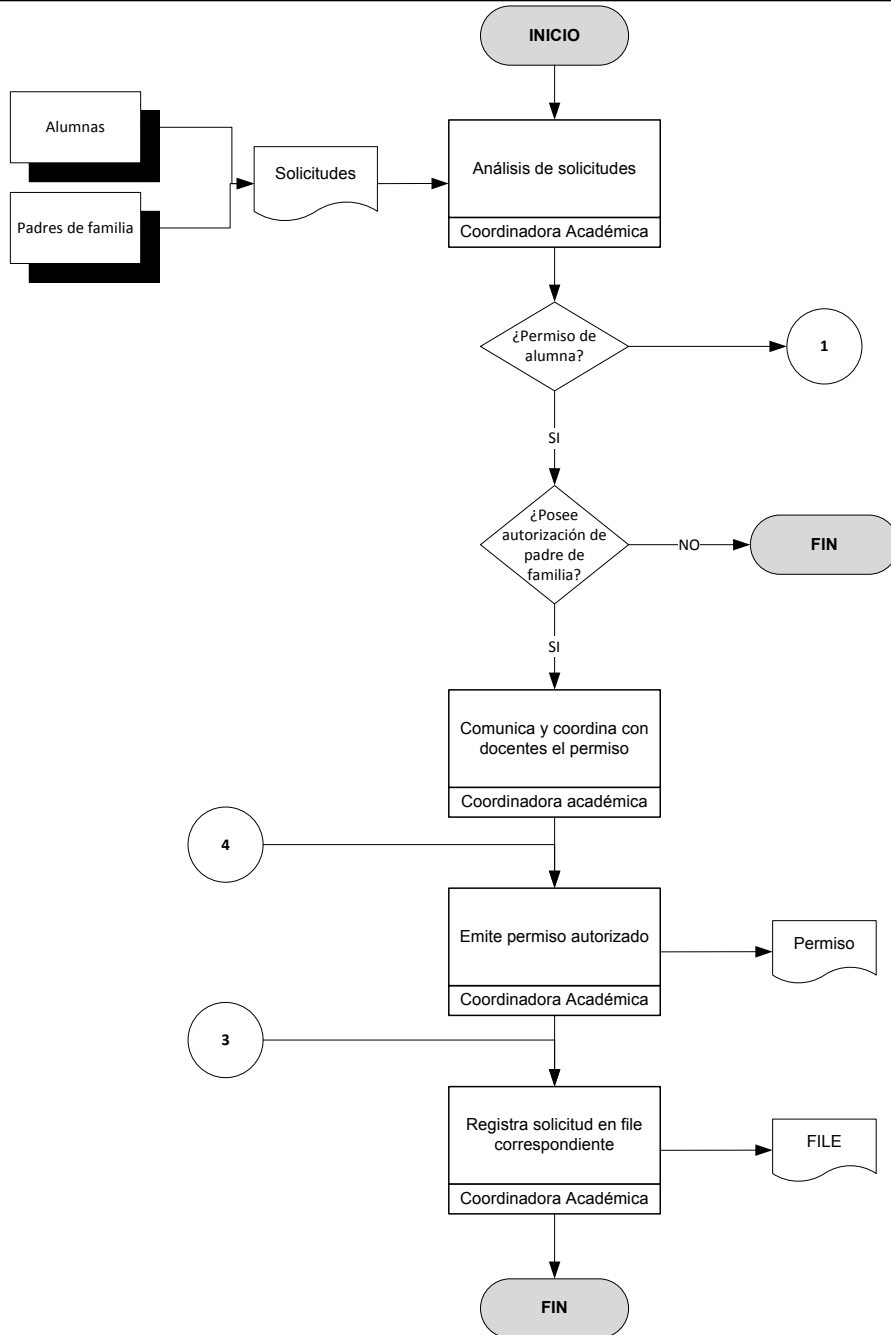 INICIO
Alumnas
Padres de familia
Solicitudes
Análisis de solicitudes
Coordinadora Académica
¿Permiso de
alumna?
1
SI
¿Posee
autorización de
padre de
familia?
NO
FIN
SI
Comunica y coordina con
docentes el permiso
Coordinadora académica
4
Emite permiso autorizado
Coordinadora Académica
Permiso
3
Registra solicitud en file
correspondiente
Coordinadora Académica
FILE
FIN